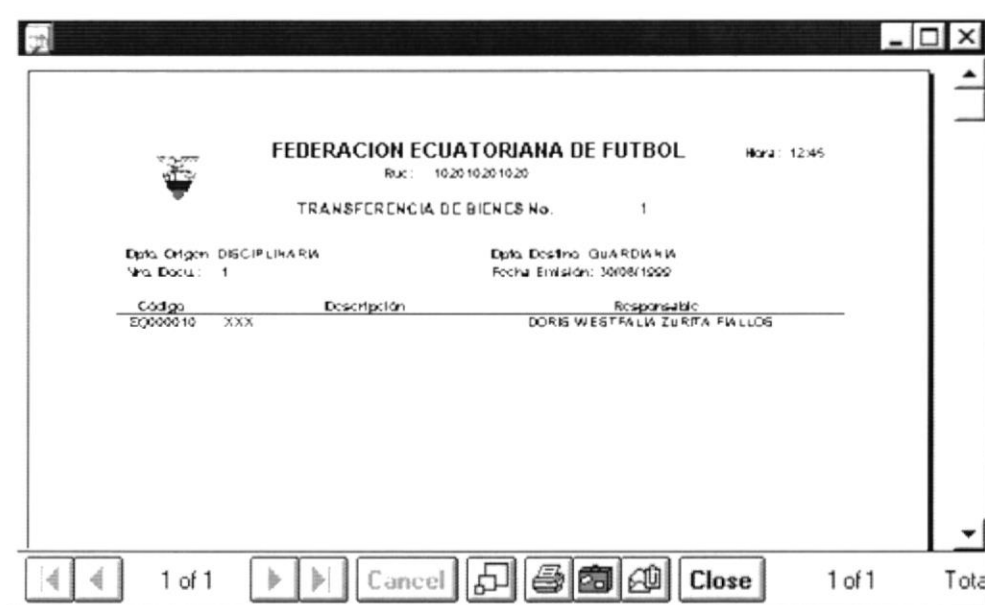 FEDERACION ECUATORIANA DE FUTBOL Hora: 12:45
Ruc: 102010201020
TRANSFERENCIA DE BIENES No. 1
Dpto. Origen DISCIPLINARIA Dpto. Destino GUARDIANIA
Nro. Docu.: 1 Fecha Emisión: 30/08/1999
Código Descripción Responsable
EQ000010 XXX DORIS WESTFALIA ZURITA FIALLOS
1 of 1 Cancel Close 1 of 1 Tota